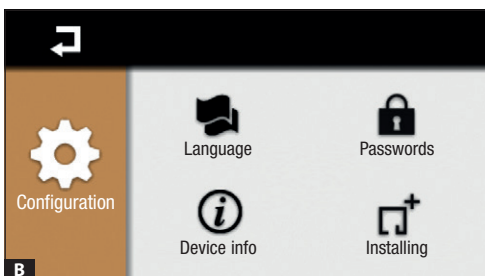 Language
Passwords
Configuration
Device info
Installing
B